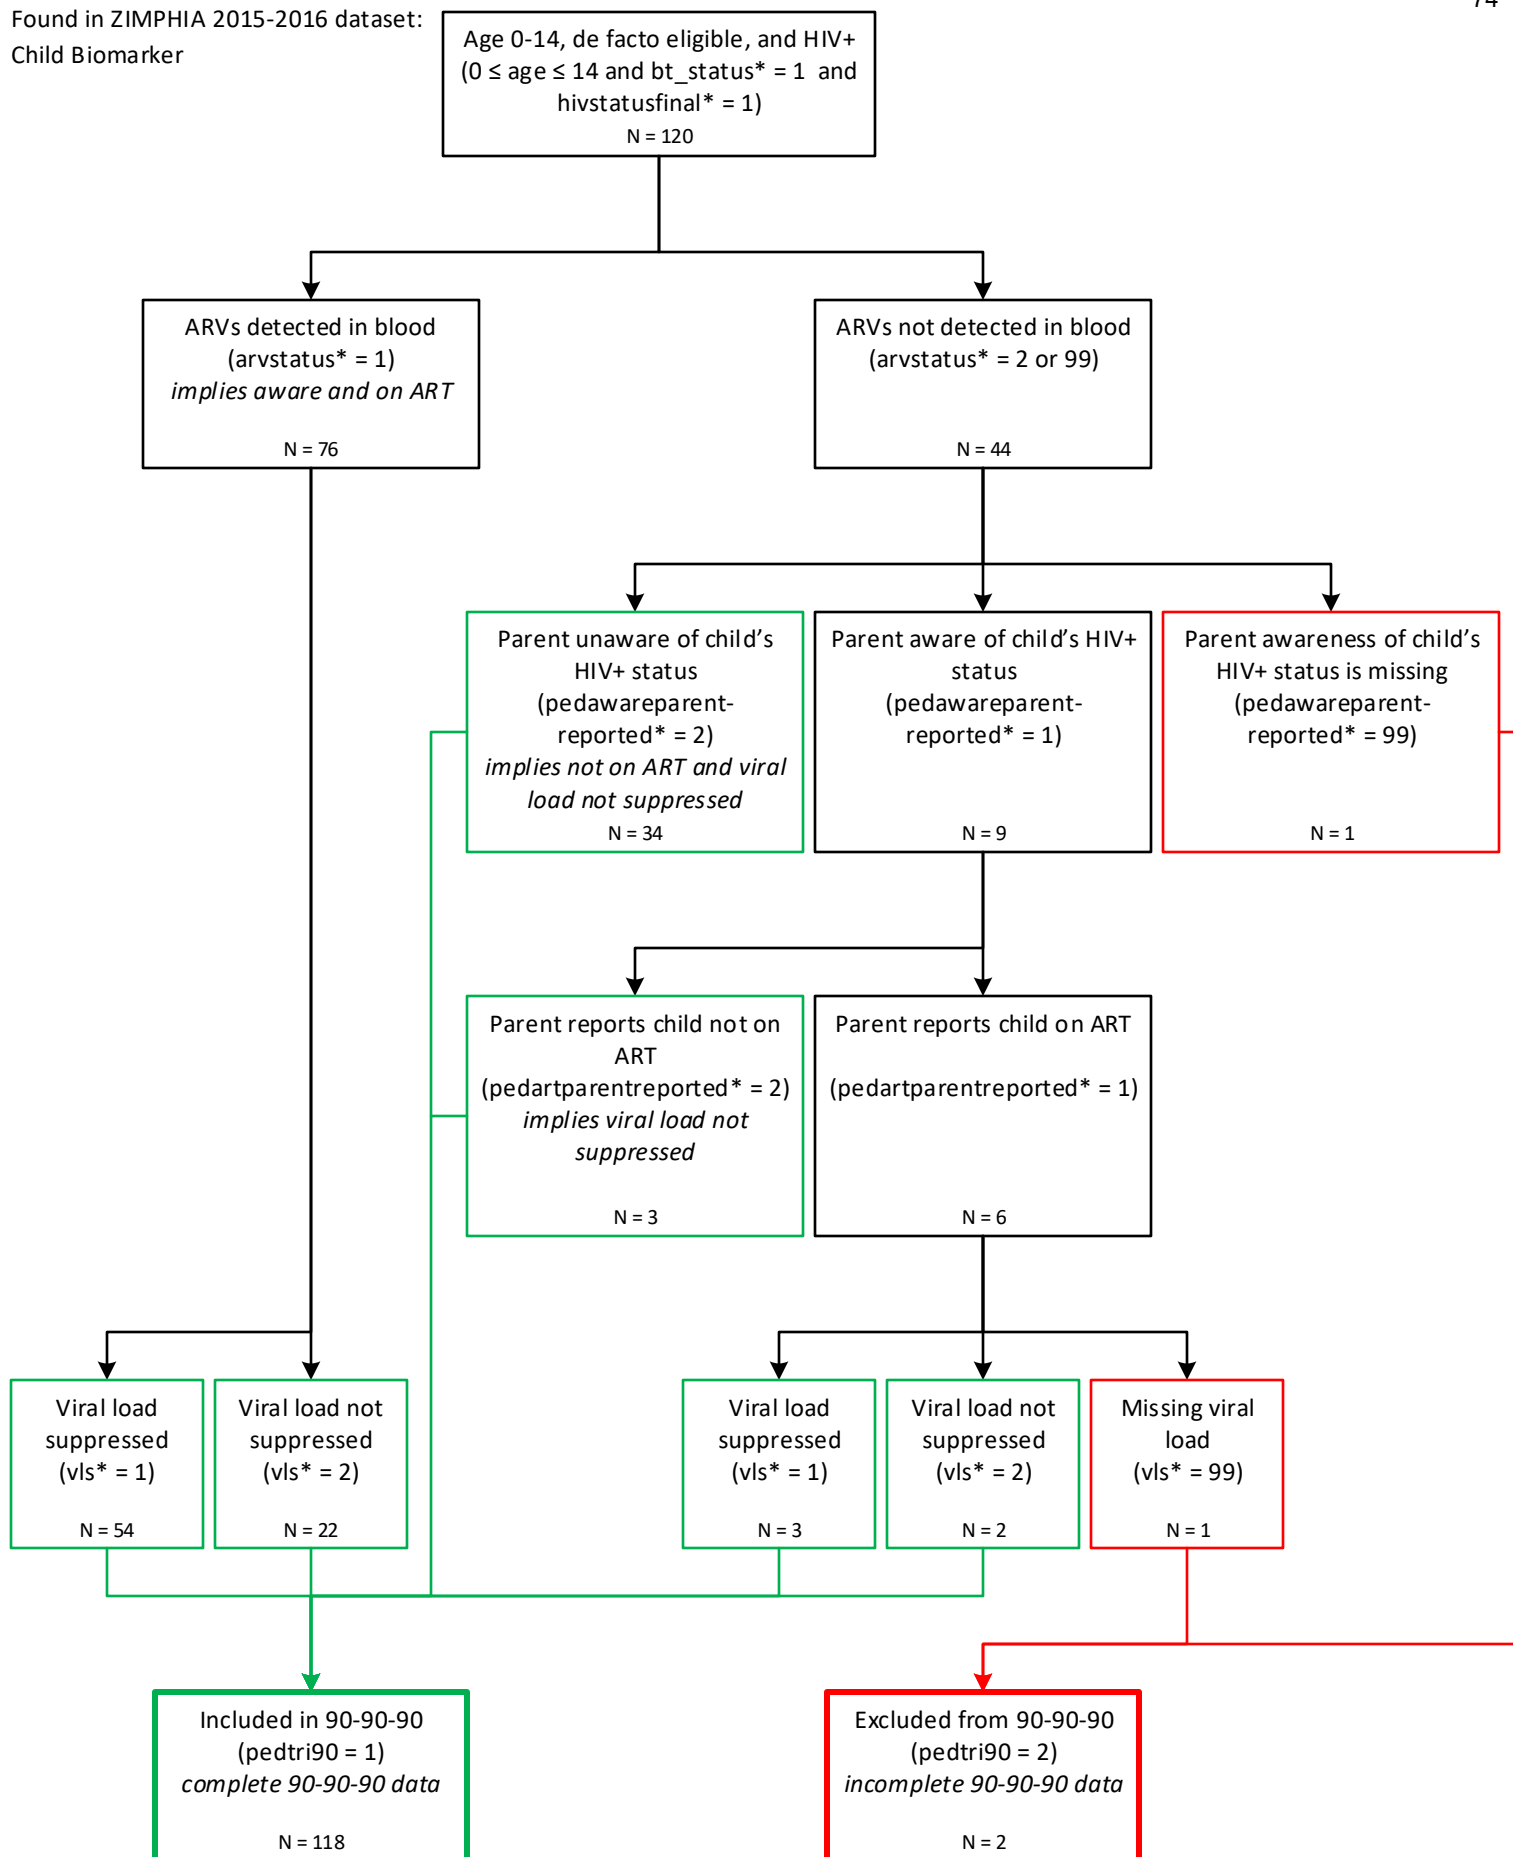 74
Found in ZIMPHIA 2015-2016 dataset:
Child Biomarker
Age 0-14, de facto eligible, and HIV+
(0 ≤ age ≤ 14 and bt_status* = 1 and
hivstatusfinal* = 1)
N = 120
ARVs detected in blood
(arvstatus* = 1)
implies aware and on ART
N = 76
ARVs not detected in blood
(arvstatus* = 2 or 99)
N = 44
Parent unaware of child’s
HIV+ status
(pedawareparent-
reported* = 2)
implies not on ART and viral
load not suppressed
N = 34
Parent aware of child’s HIV+
status
(pedawareparent-
reported* = 1)
N = 9
Parent awareness of child’s
HIV+ status is missing
(pedawareparent-
reported* = 99)
N = 1
Parent reports child not on
ART
(pedartparentreported* = 2)
implies viral load not
suppressed
N = 3
Parent reports child on ART
(pedartparentreported* = 1)
N = 6
Viral load
suppressed
(vls* = 1)
N = 54
Viral load not
suppressed
(vls* = 2)
N = 22
Viral load
suppressed
(vls* = 1)
N = 3
Viral load not
suppressed
(vls* = 2)
N = 2
Missing viral
load
(vls* = 99)
N = 1
Included in 90-90-90
(pedtri90 = 1)
complete 90-90-90 data
N = 118
Excluded from 90-90-90
(pedtri90 = 2)
incomplete 90-90-90 data
N = 2